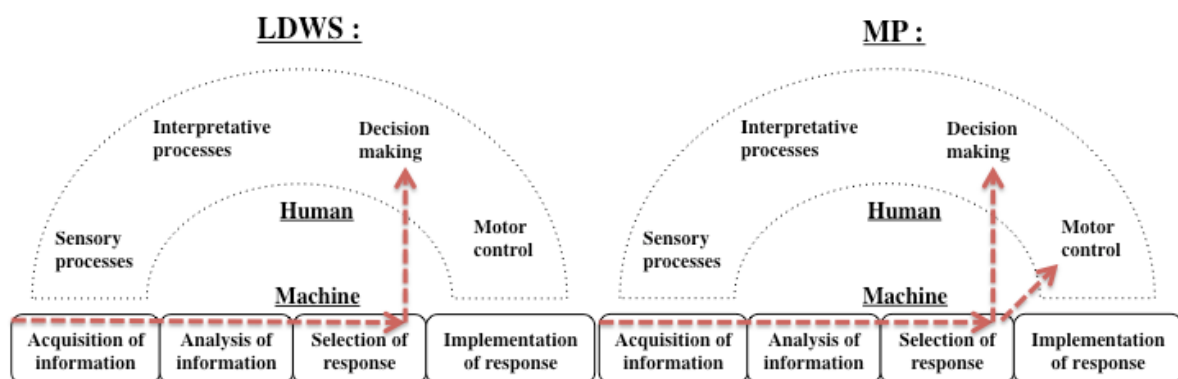 LDWS :
Interpretative
processes
Decision
making
Human
Sensory
processes
Motor
control
Machine
Acquisition of
information
Analysis of
information
Selection of
response
Implementation
of response
MP :
Interpretative
processes
Decision
making
Human
Sensory
processes
Motor
control
Machine
Acquisition of
information
Analysis of
information
Selection of
response
Implementation
of response